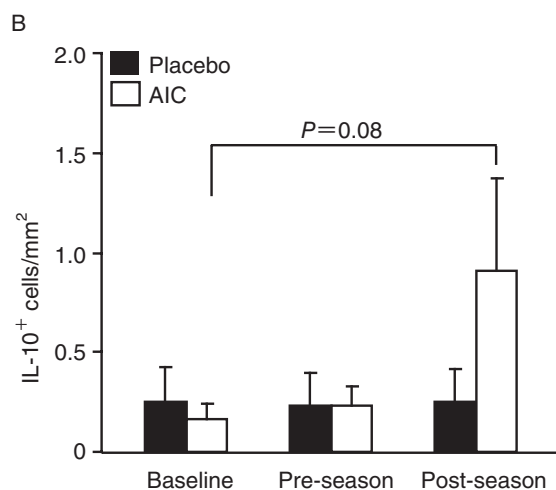 B
2.0
Placebo
AIC
P=0.08
1.5
1.0
0.5
0
IL-10+ cells/mm2
Baseline Pre-season Post-season